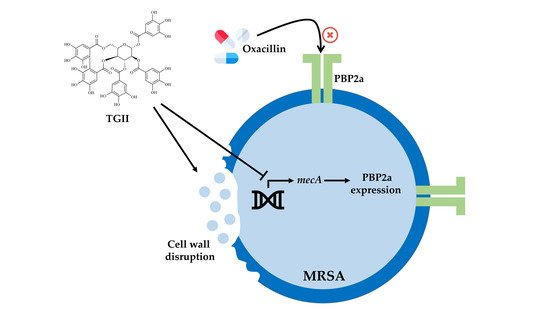 Oxacillin
PBP2a
TGII
mecA
PBP2a
expression
Cell wall
disruption
MRSA